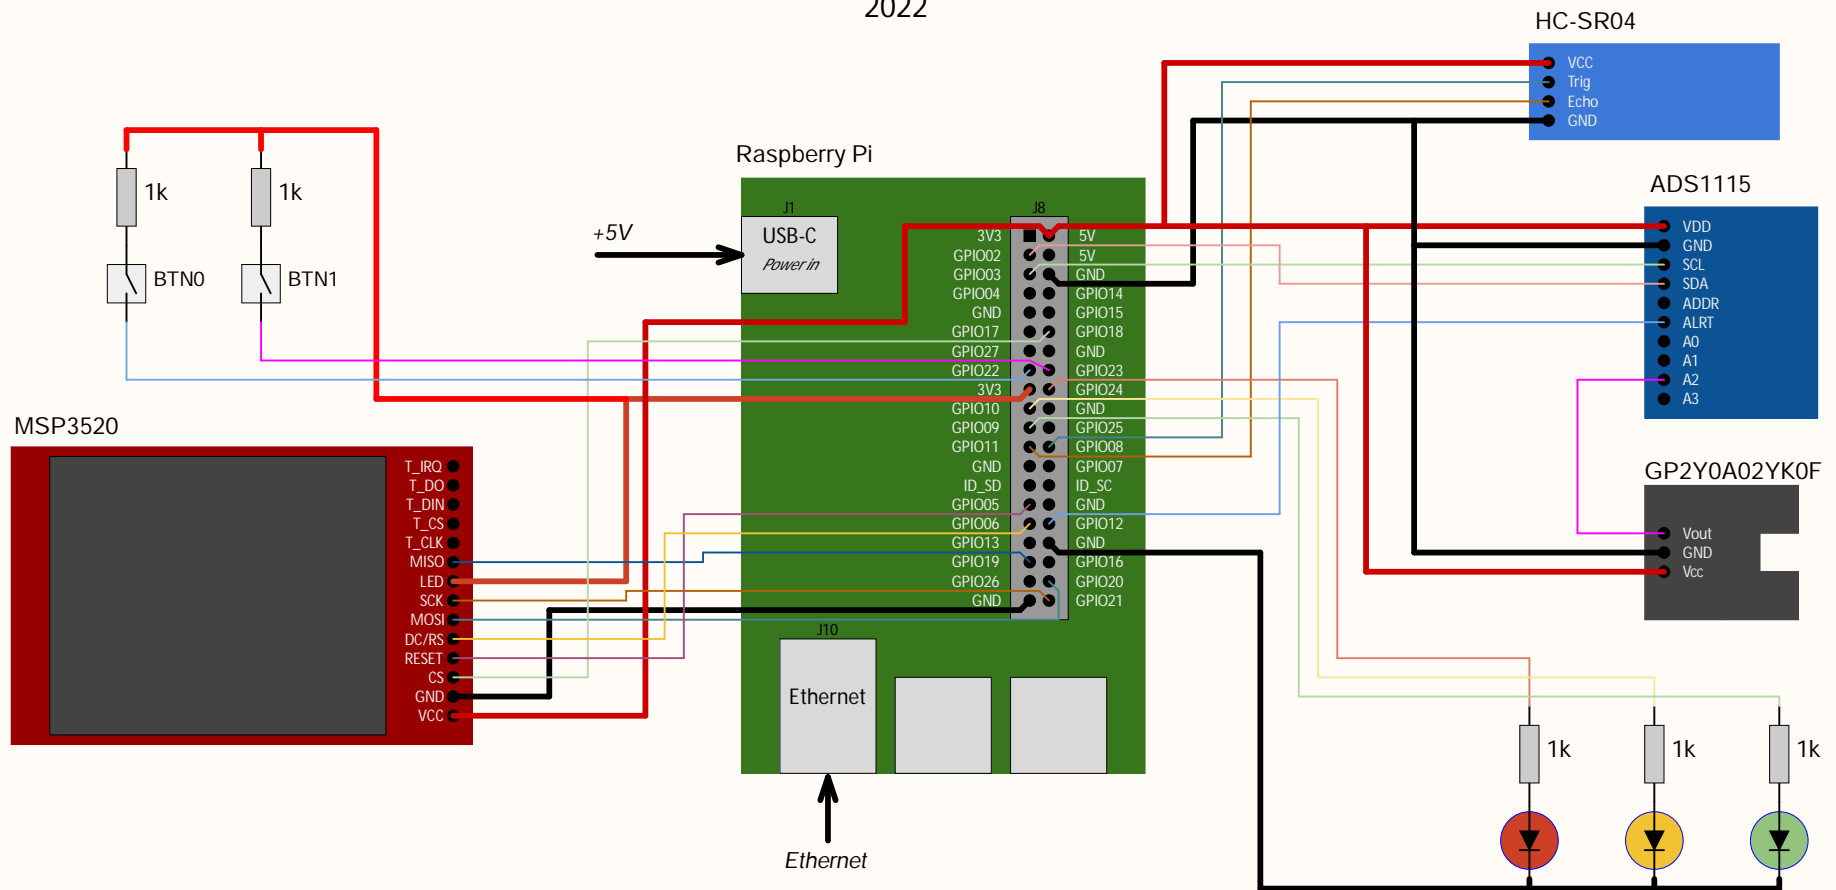 2022
HC-SR04
VCC
Trig
Echo
GND
Raspberry Pi
1k
1k
BTN0
BTN1
+5V
J1
USB-C
Power in
J8
3V3
5V
GPIO02
5V
GPIO03
GND
GPIO04
GPIO14
GND
GPIO15
GPIO17
GPIO18
GPIO27
GND
GPIO22
GPIO23
3V3
GPIO24
GPIO10
GND
GPIO09
GPIO25
GPIO11
GPIO08
GND
GPIO07
ID_SD
ID_SC
GPIO05
GND
GPIO06
GPIO12
GPIO13
GND
GPIO19
GPIO16
GPIO26
GPIO20
GND
GPIO21
J10
Ethernet
Ethernet
ADS1115
VDD
GND
SCL
SDA
ADDR
ALRT
A0
A1
A2
A3
GP2Y0A02YK0F
Vout
GND
Vcc
MSP3520
T_IRQ
T_DO
T_DIN
T_CS
T_CLK
MISO
LED
SCK
MOSI
DC/RS
RESET
CS
GND
VCC
1k
1k
1k